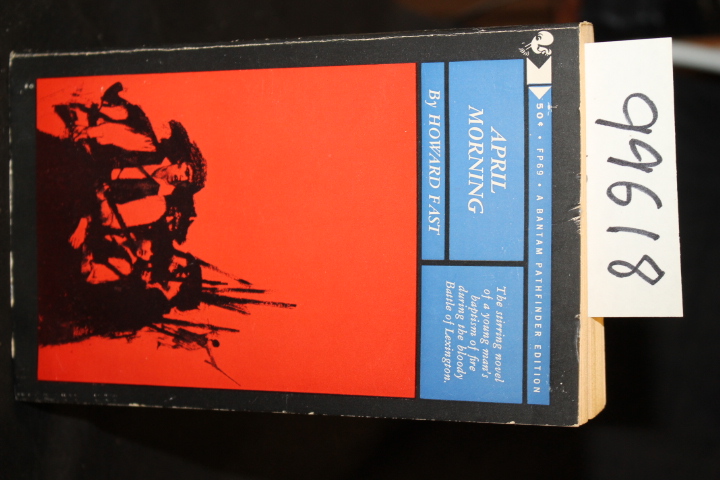 50¢ • FP69 • A BANTAM PATHFINDER EDITION
APRIL
MORNING
By HOWARD FAST
The stirring novel
of a young man's
baptism of fire
during the bloody
Battle of Lexington.
99618